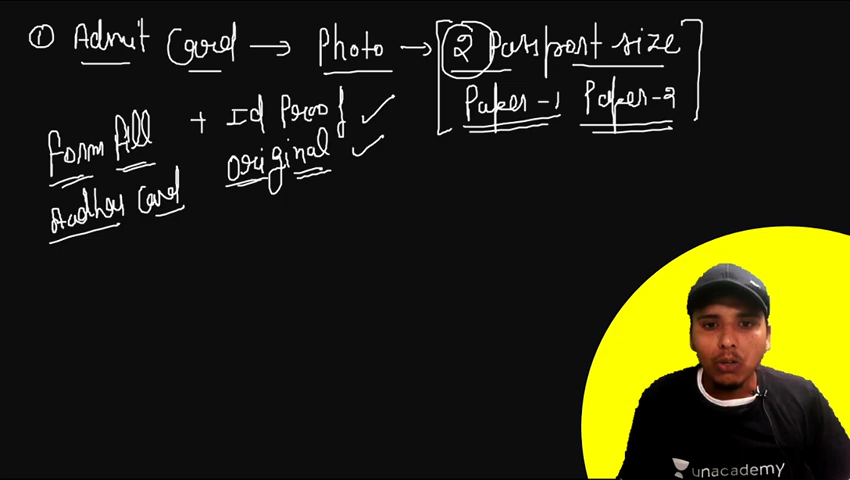 ① Admit Card → Photo → [② Passport size
Paper-1 Paper-2]
+ Id Proof ✓
Form fill
original ✓
Aadhar Card
unacademy